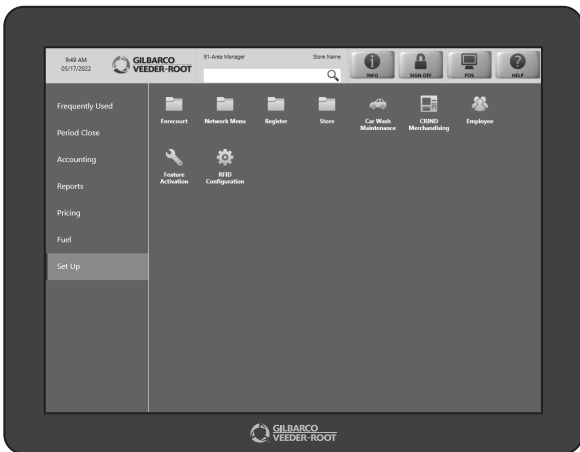 9:49 AM
05/17/2022
GILBARCO
VEEDER-ROOT
91-Area Manager
Store Name
INFO
SIGN OFF
POS
HELP
Frequently Used
Period Close
Accounting
Reports
Pricing
Fuel
Set Up
Forecourt
Network Menu
Register
Store
Car Wash
Maintenance
CRIND
Merchandising
Employee
Feature
Activation
RFID
Configuration
GILBARCO
VEEDER-ROOT